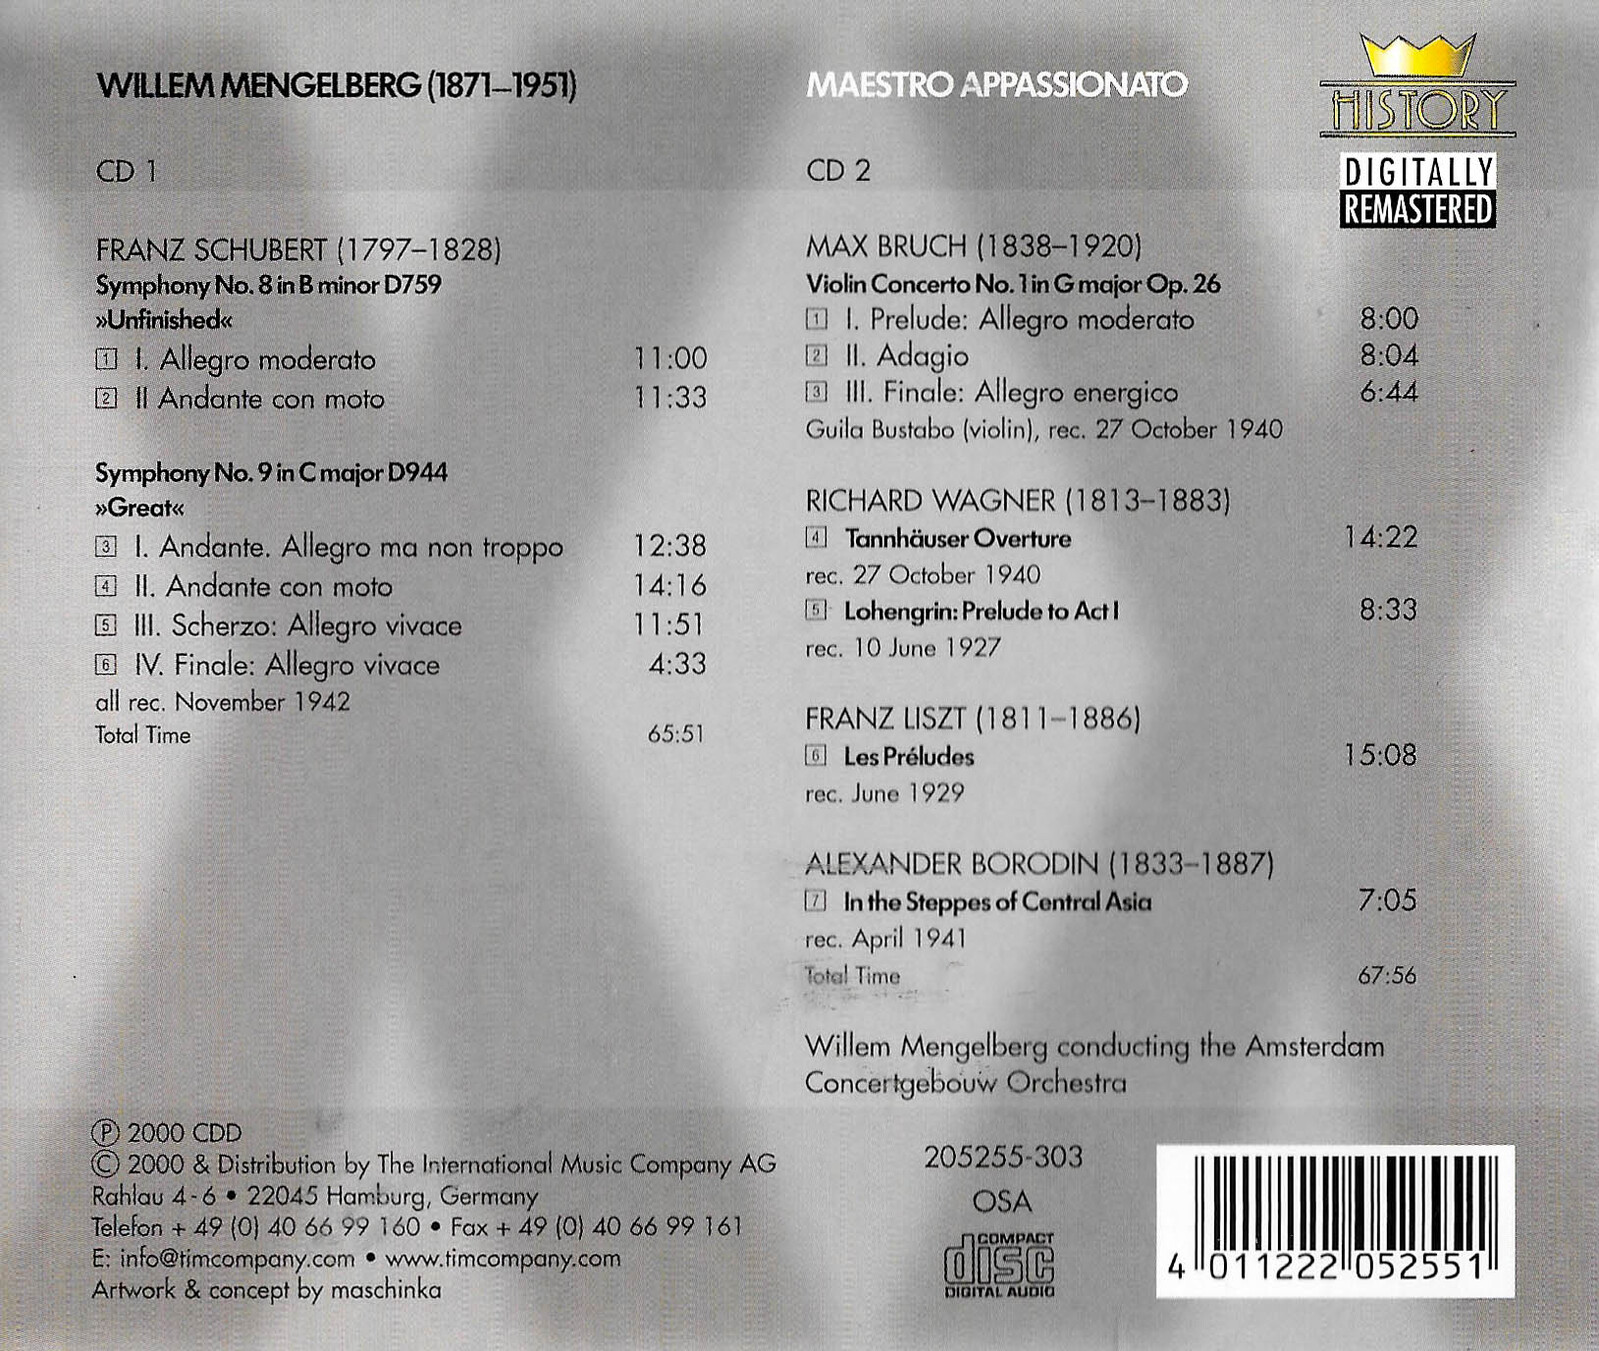 WILLEM MENGELBERG (1871–1951)
CD 1
FRANZ SCHUBERT (1797–1828)
Symphony No. 8 in B minor D759
»Unfinished«
1 I. Allegro moderato 11:00
2 II Andante con moto 11:33
Symphony No. 9 in C major D944
»Great«
3 I. Andante. Allegro ma non troppo 12:38
4 II. Andante con moto 14:16
5 III. Scherzo: Allegro vivace 11:51
6 IV. Finale: Allegro vivace 4:33
all rec. November 1942
Total Time 65:51
MAESTRO APPASSIONATO
CD 2
MAX BRUCH (1838–1920)
Violin Concerto No. 1 in G major Op. 26
1 I. Prelude: Allegro moderato 8:00
2 II. Adagio 8:04
3 III. Finale: Allegro energico 6:44
Guila Bustabo (violin), rec. 27 October 1940
RICHARD WAGNER (1813–1883)
4 Tannhäuser Overture 14:22
rec. 27 October 1940
5 Lohengrin: Prelude to Act I 8:33
rec. 10 June 1927
FRANZ LISZT (1811–1886)
6 Les Préludes 15:08
rec. June 1929
ALEXANDER BORODIN (1833–1887)
7 In the Steppes of Central Asia 7:05
rec. April 1941
Total Time 67:56
Willem Mengelberg conducting the Amsterdam
Concertgebouw Orchestra
HISTORY
DIGITALLY
REMASTERED
℗ 2000 CDD
© 2000 & Distribution by The International Music Company AG
Rahlau 4-6 • 22045 Hamburg, Germany
Telefon + 49 (0) 40 66 99 160 • Fax + 49 (0) 40 66 99 161
E: info@timcompany.com • www.timcompany.com
Artwork & concept by maschinka
205255-303
OSA
COMPACT
disc
DIGITAL AUDIO
4 011222 052551